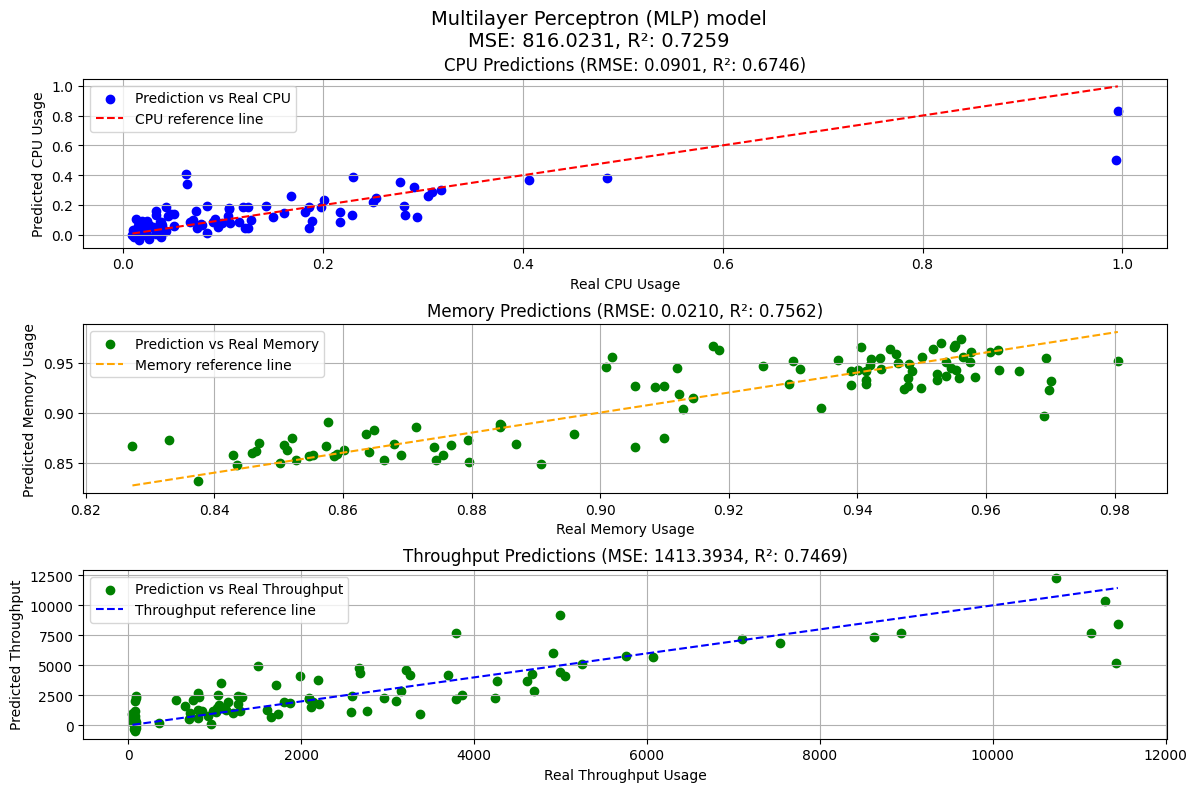 Multilayer Perceptron (MLP) model
MSE: 816.0231, R²: 0.7259
CPU Predictions (RMSE: 0.0901, R²: 0.6746)
Prediction vs Real CPU
CPU reference line
Predicted CPU Usage
1.0
0.8
0.6
0.4
0.2
0.0
0.0 0.2 0.4 0.6 0.8 1.0
Real CPU Usage
Memory Predictions (RMSE: 0.0210, R²: 0.7562)
Prediction vs Real Memory
Memory reference line
Predicted Memory Usage
0.95
0.90
0.85
0.82 0.84 0.86 0.88 0.90 0.92 0.94 0.96 0.98
Real Memory Usage
Throughput Predictions (MSE: 1413.3934, R²: 0.7469)
Prediction vs Real Throughput
Throughput reference line
Predicted Throughput
12500
10000
7500
5000
2500
0
0 2000 4000 6000 8000 10000 12000
Real Throughput Usage